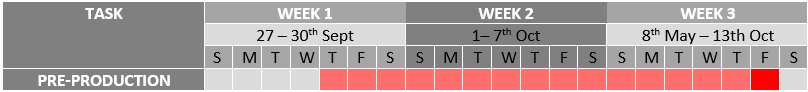 TASK WEEK 1 WEEK 2 WEEK 3
27 – 30th Sept 1– 7th Oct 8th May – 13th Oct
S M T W T F S S M T W T F S S M T W T F S
PRE-PRODUCTION